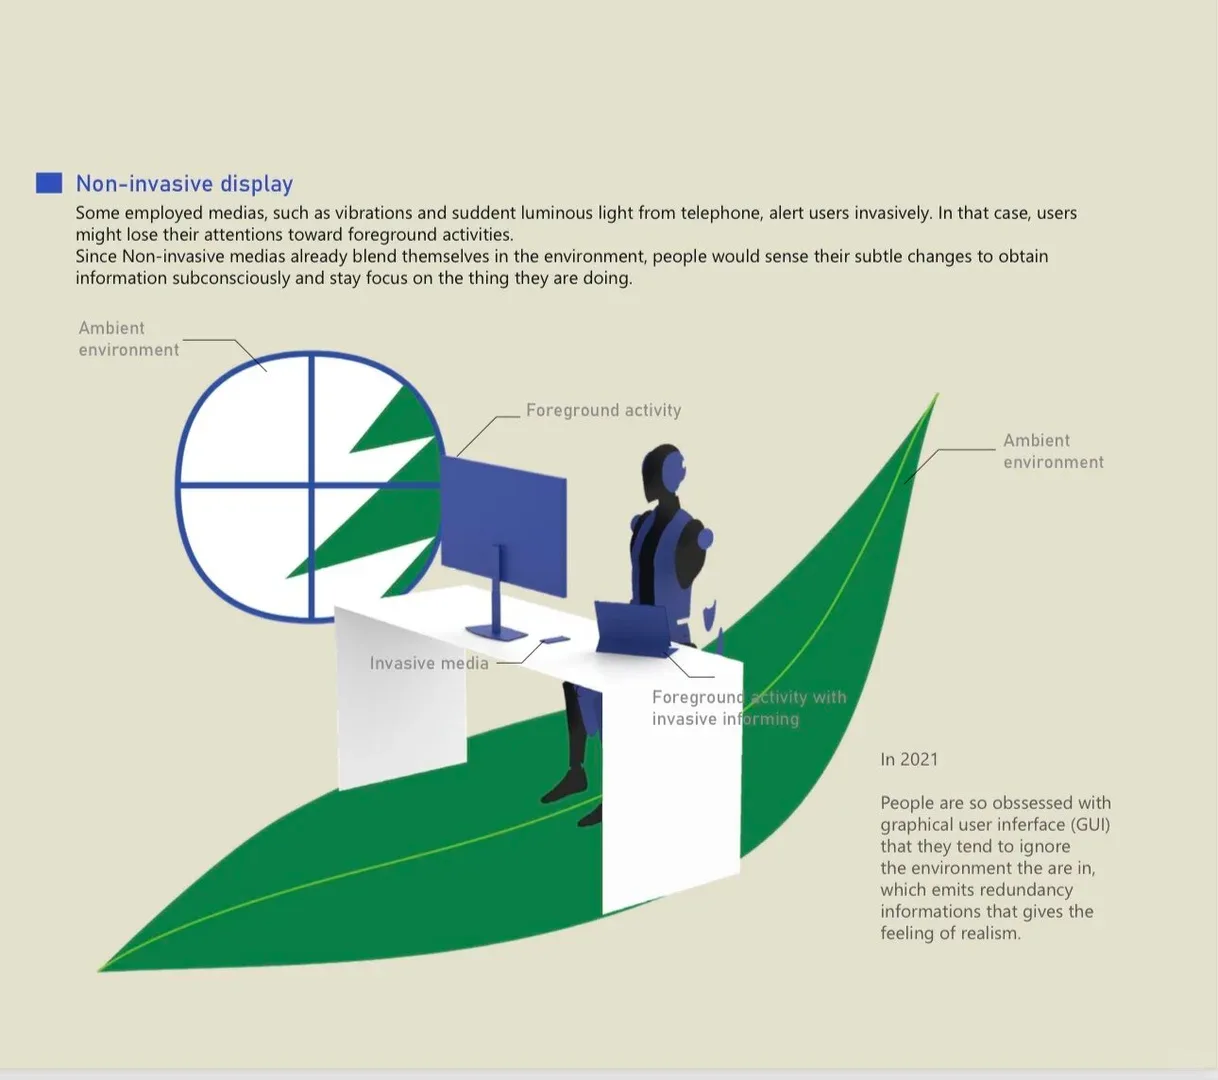 Non-invasive display
Some employed medias, such as vibrations and suddent luminous light from telephone, alert users invasively. In that case, users
might lose their attentions toward foreground activities.
Since Non-invasive medias already blend themselves in the environment, people would sense their subtle changes to obtain
information subconsciously and stay focus on the thing they are doing.
Ambient
environment
Foreground activity
Ambient
environment
Invasive media
Foreground activity with
invasive informing
In 2021
People are so obssessed with
graphical user inferface (GUI)
that they tend to ignore
the environment the are in,
which emits redundancy
informations that gives the
feeling of realism.